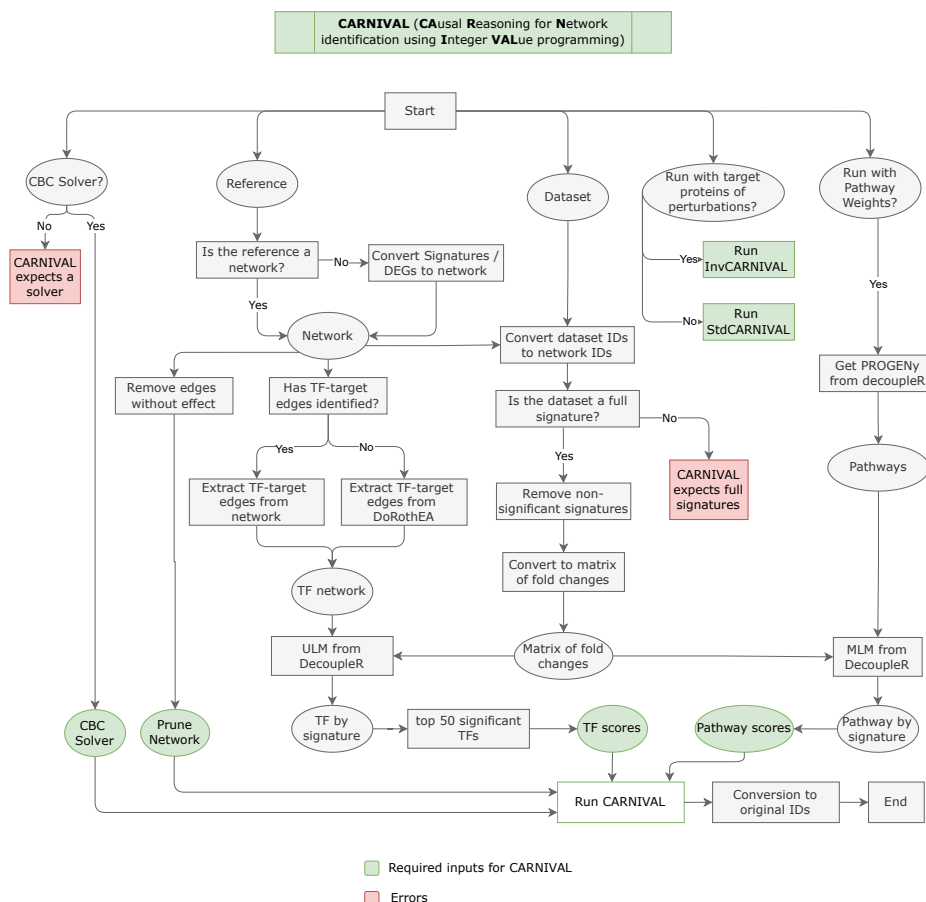 CARNIVAL (CAusal Reasoning for Network
identification using Integer VALue programming)
Start
CBC Solver?
Reference
Dataset
Run with target
proteins of
perturbations?
Run with
Pathway
Weights?
No
Yes
CARNIVAL
expects a
solver
Is the reference a
network?
No
Convert Signatures /
DEGs to network
Yes
Run
InvCARNIVAL
Yes
Yes
No
Run
StdCARNIVAL
Network
Convert dataset IDs
to network IDs
Get PROGENy
from decoupleR
Remove edges
without effect
Has TF-target
edges identified?
Is the dataset a full
signature?
No
Yes
No
Yes
CARNIVAL
expects full
signatures
Pathways
Extract TF-target
edges from
network
Extract TF-target
edges from
DoRothEA
Remove non-
significant signatures
Convert to matrix
of fold changes
TF network
ULM from
DecoupleR
Matrix of fold
changes
MLM from
DecoupleR
CBC
Solver
Prune
Network
TF by
signature
top 50 significant
TFs
TF scores
Pathway scores
Pathway by
signature
Run CARNIVAL
Conversion to
original IDs
End
Required inputs for CARNIVAL
Errors